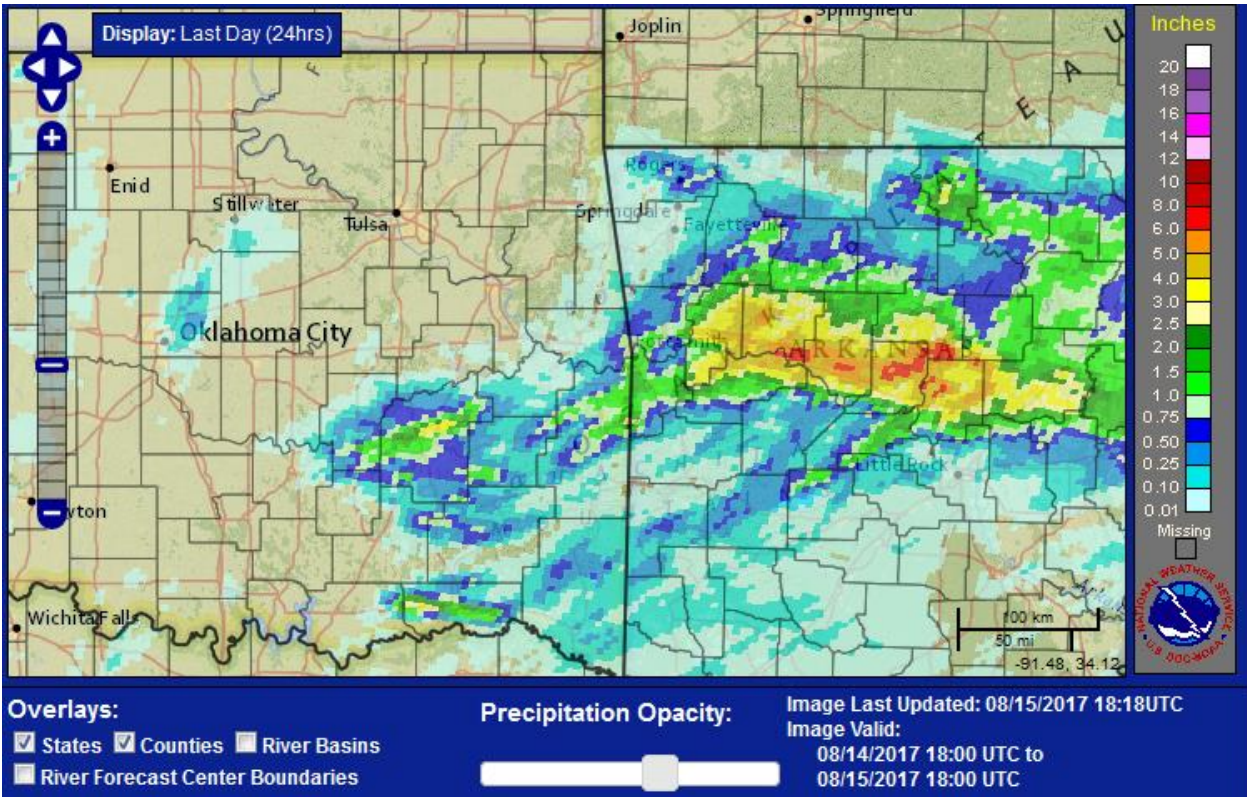 Display: Last Day (24hrs)
Joplin
Springfield
Inches
Enid
Stillwater
Tulsa
Rogers
Springdale
Fayetteville
Oklahoma City
ARKANSAS
Little Rock
wton
Wichita Falls
20
18
16
14
12
10
8.0
6.0
5.0
4.0
3.0
2.5
2.0
1.5
1.0
0.75
0.50
0.25
0.10
0.01
Missing
NATIONAL WEATHER SERVICE
U.S. DOC-NOAA
100 km
50 mi
-91.48, 34.12
Overlays:
States Counties River Basins
River Forecast Center Boundaries
Precipitation Opacity:
Image Last Updated: 08/15/2017 18:18UTC
Image Valid:
08/14/2017 18:00 UTC to
08/15/2017 18:00 UTC